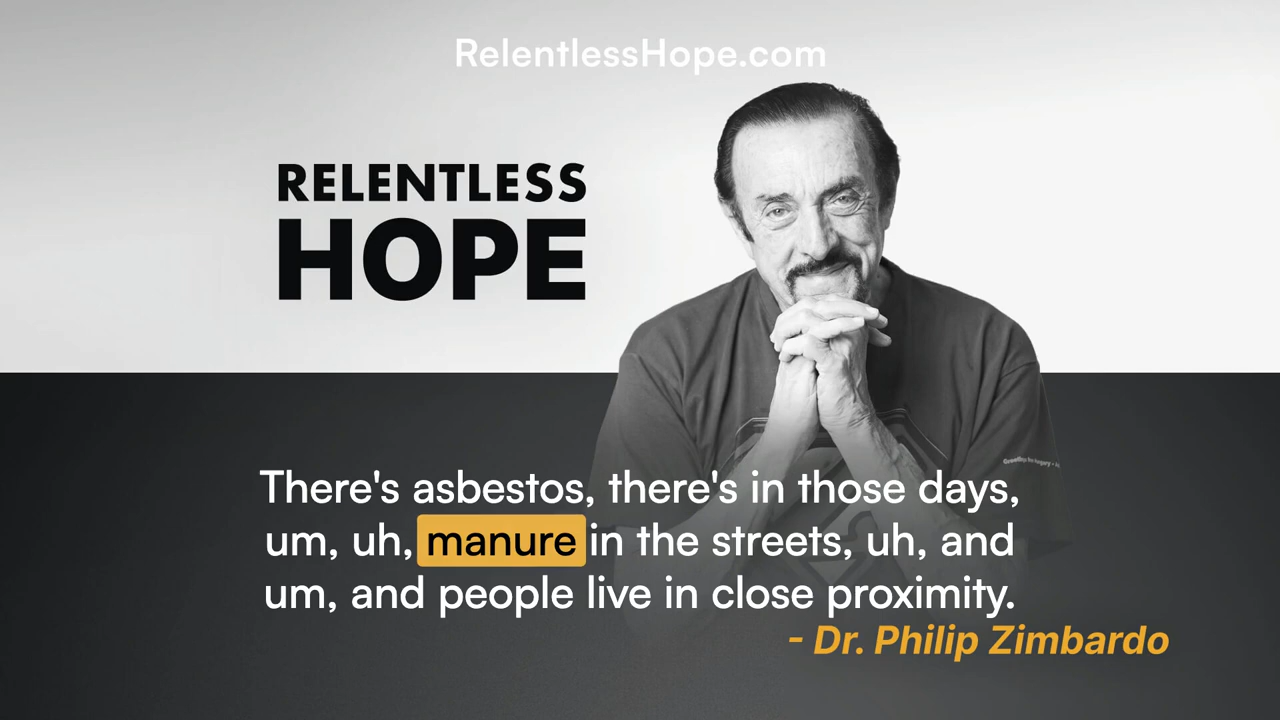 RelentlessHope.com
RELENTLESS
HOPE
There's asbestos, there's in those days,
um, uh, manure in the streets, uh, and
um, and people live in close proximity.
- Dr. Philip Zimbardo